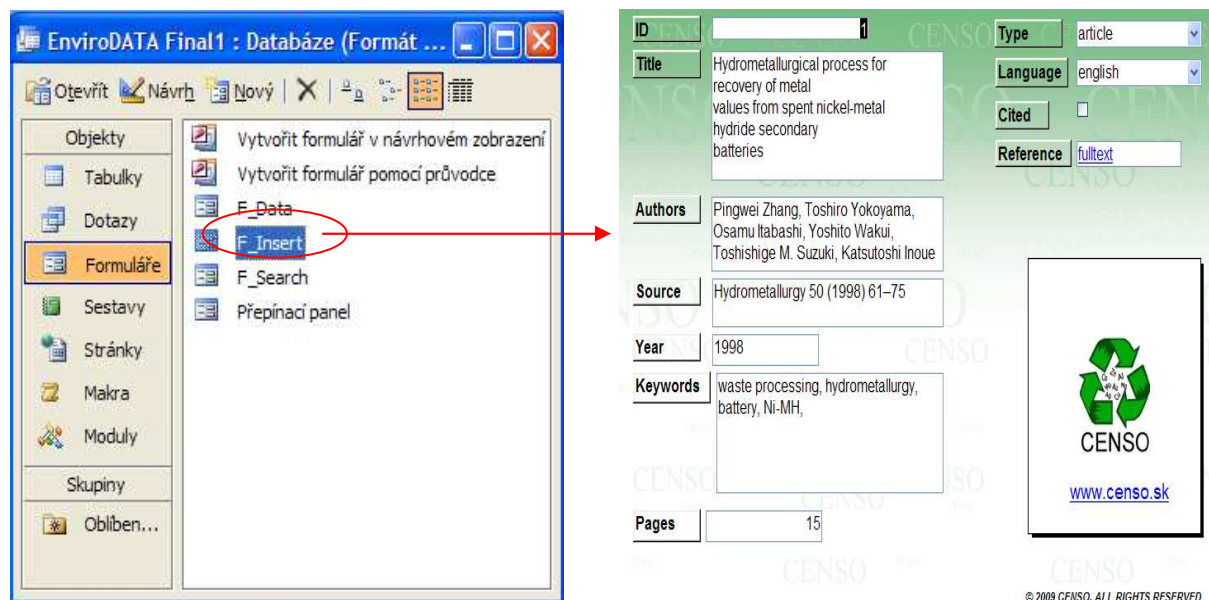 EnviroDATA Final1 : Databáze (Formát ...
Otevřít Návrh Nový
Objekty
Tabulky
Dotazy
Formuláře
Sestavy
Stránky
Makra
Moduly
Skupiny
Oblíben...
Vytvořit formulář v návrhovém zobrazení
Vytvořit formulář pomocí průvodce
F_Data
F_Insert
F_Search
Přepínací panel
ID 1
Title Hydrometallurgical process for
recovery of metal
values from spent nickel-metal
hydride secondary
batteries
Authors Pingwei Zhang, Toshiro Yokoyama,
Osamu Itabashi, Yoshito Wakui,
Toshishige M. Suzuki, Katsutoshi Inoue
Source Hydrometallurgy 50 (1998) 61–75
Year 1998
Keywords waste processing, hydrometallurgy,
battery, Ni-MH,
Pages 15
Type article
Language english
Cited
Reference fulltext
CENSO
www.censo.sk
© 2009 CENSO, ALL RIGHTS RESERVED